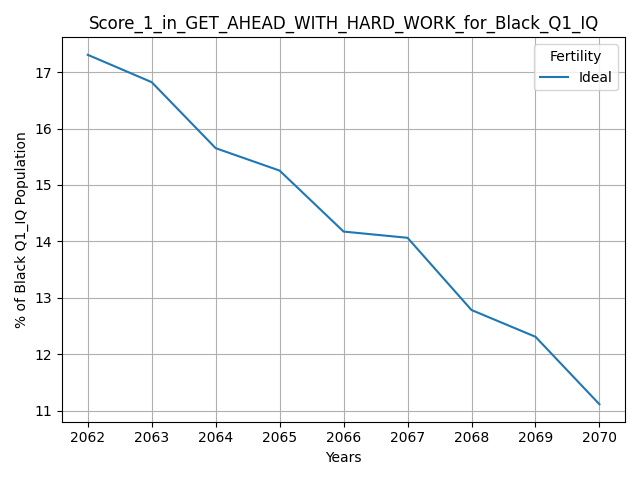 Score_1_in_GET_AHEAD_WITH_HARD_WORK_for_Black_Q1_IQ
Fertility
Ideal
% of Black Q1_IQ Population
17
16
15
14
13
12
11
2062 2063 2064 2065 2066 2067 2068 2069 2070
Years